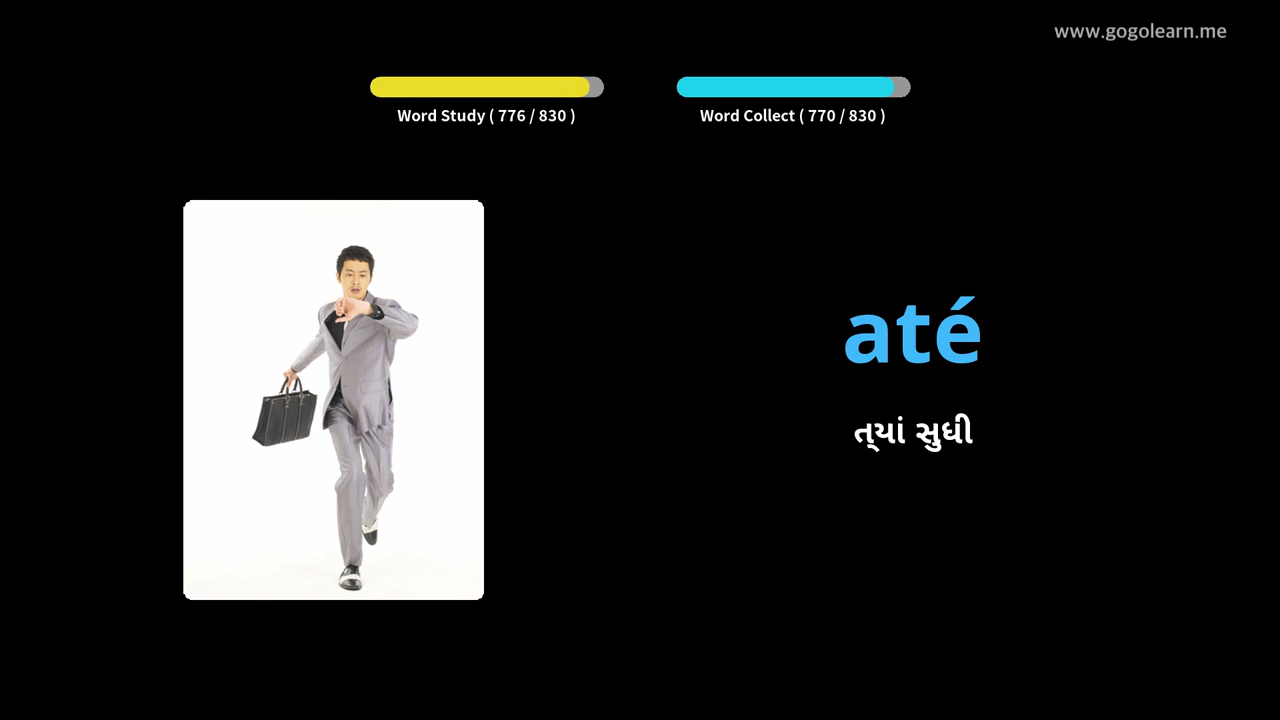 www.gogolearn.me
Word Study ( 776 / 830 )
Word Collect ( 770 / 830 )
até
ત્યાં સુધી